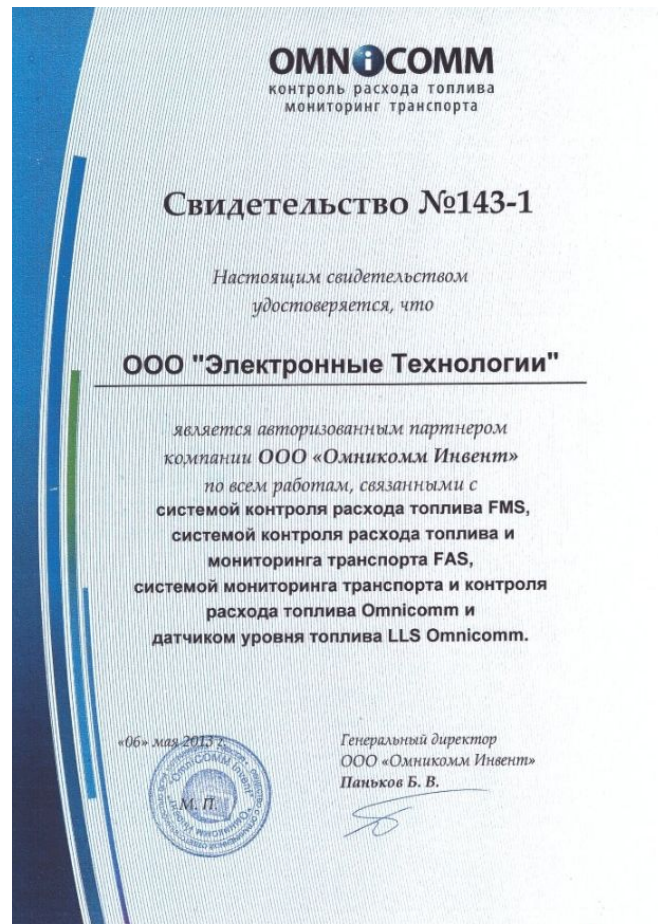 OMNiCOMM
контроль расхода топлива
мониторинг транспорта
Свидетельство №143-1
Настоящим свидетельством
удостоверяется, что
ООО "Электронные Технологии"
является авторизованным партнером
компании ООО «Омникомм Инвент»
по всем работам, связанными с
системой контроля расхода топлива FMS,
системой контроля расхода топлива и
мониторинга транспорта FAS,
системой мониторинга транспорта и контроля
расхода топлива Omnicomm и
датчиком уровня топлива LLS Omnicomm.
«06» мая 2013 г.
М. П.
Генеральный директор
ООО «Омникомм Инвент»
Паньков Б. В.